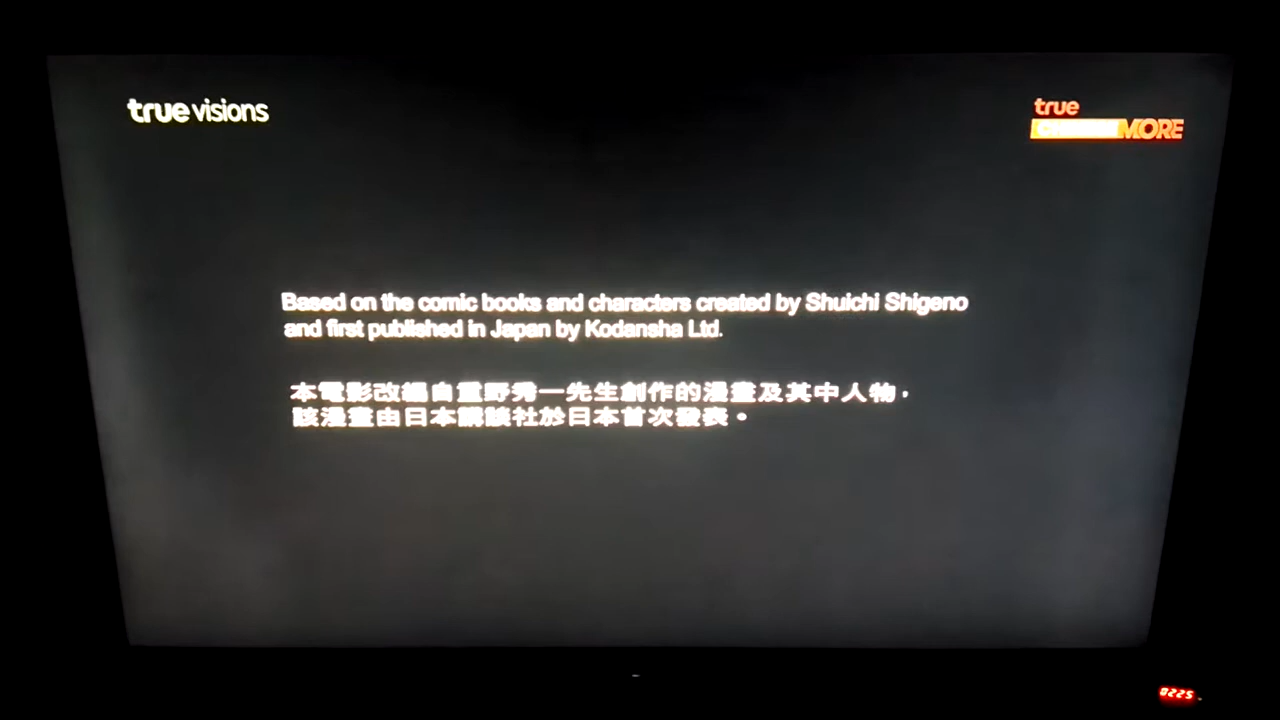 true visions
true
MORE
Based on the comic books and characters created by Shuichi Shigeno
and first published in Japan by Kodansha Ltd.
本電影改編自重野秀一先生創作的漫畫及其中人物，
該漫畫由日本講談社於日本首次發表。
0225